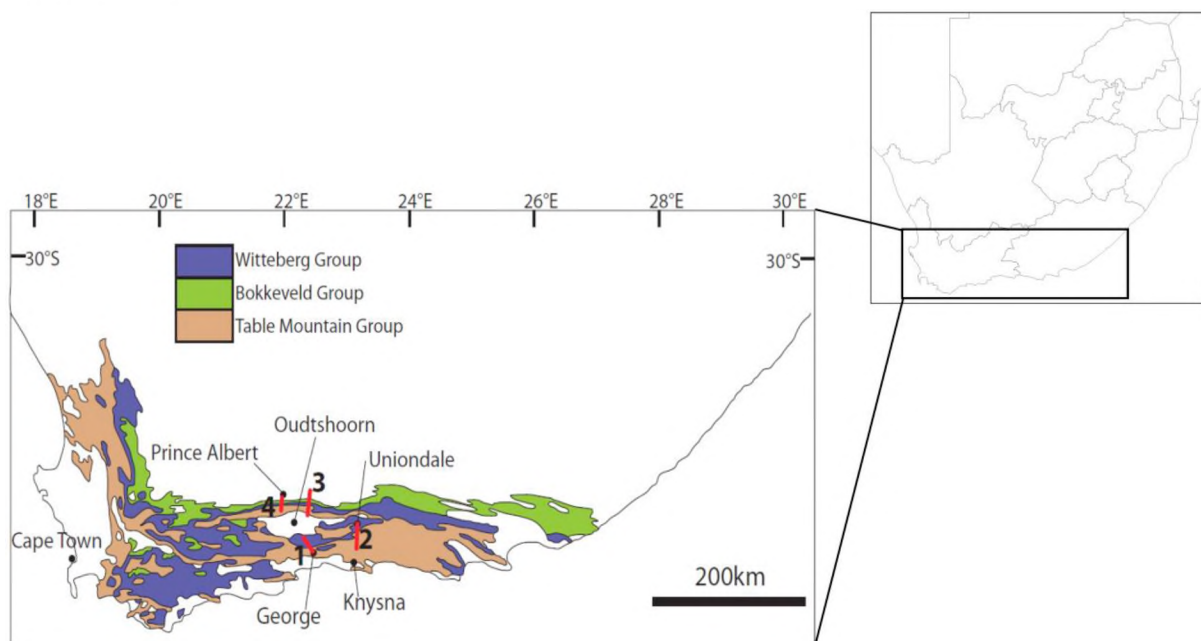 18°E 20°E 22°E 24°E 26°E 28°E 30°E
30°S 30°S
Witteberg Group
Bokkeveld Group
Table Mountain Group
Oudtshoorn
Prince Albert
3
Uniondale
4
Cape Town
1
2
200km
George
Knysna